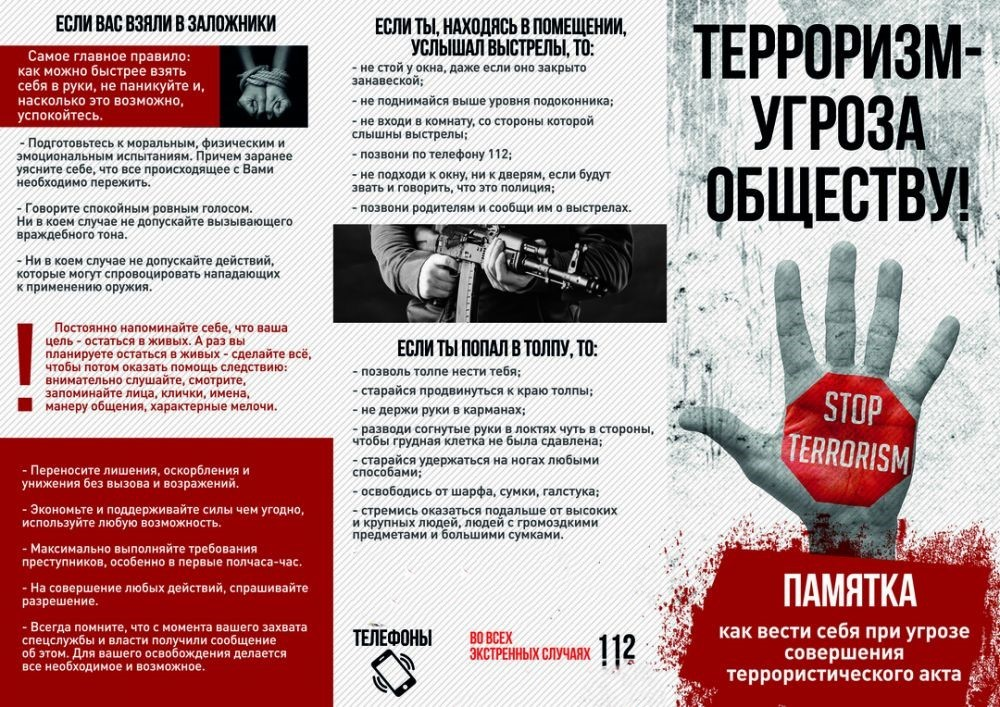 ЕСЛИ ВАС ВЗЯЛИ В ЗАЛОЖНИКИ
Самое главное правило:
как можно быстрее взять
себя в руки, не паникуйте и,
насколько это возможно,
успокойтесь.
- Подготовьтесь к моральным, физическим и
эмоциональным испытаниям. Причем заранее
уясните себе, что все происходящее с Вами
необходимо пережить.
- Говорите спокойным ровным голосом.
Ни в коем случае не допускайте вызывающего
враждебного тона.
- Ни в коем случае не допускайте действий,
которые могут спровоцировать нападающих
к применению оружия.
!
Постоянно напоминайте себе, что ваша
цель - остаться в живых. А раз вы
планируете остаться в живых - сделайте всё,
чтобы потом оказать помощь следствию:
внимательно слушайте, смотрите,
запоминайте лица, клички, имена,
манеру общения, характерные мелочи.
- Переносите лишения, оскорбления и
унижения без вызова и возражений.
- Экономьте и поддерживайте силы чем угодно,
используйте любую возможность.
- Максимально выполняйте требования
преступников, особенно в первые полчаса-час.
- На совершение любых действий, спрашивайте
разрешение.
- Всегда помните, что с момента вашего захвата
спецслужбы и власти получили сообщение
об этом. Для вашего освобождения делается
все необходимое и возможное.
ЕСЛИ ТЫ, НАХОДЯСЬ В ПОМЕЩЕНИИ,
УСЛЫШАЛ ВЫСТРЕЛЫ, ТО:
- не стой у окна, даже если оно закрыто
занавеской;
- не поднимайся выше уровня подоконника;
- не входи в комнату, со стороны которой
слышны выстрелы;
- позвони по телефону 112;
- не подходи к окну, ни к дверям, если будут
звать и говорить, что это полиция;
- позвони родителям и сообщи им о выстрелах.
ЕСЛИ ТЫ ПОПАЛ В ТОЛПУ, ТО:
- позволь толпе нести тебя;
- старайся продвинуться к краю толпы;
- не держи руки в карманах;
- разводи согнутые руки в локтях чуть в стороны,
чтобы грудная клетка не была сдавлена;
- старайся удержаться на ногах любыми
способами;
- освободись от шарфа, сумки, галстука;
- стремись оказаться подальше от высоких
и крупных людей, людей с громоздкими
предметами и большими сумками.
ТЕЛЕФОНЫ
ВО ВСЕХ
ЭКСТРЕННЫХ СЛУЧАЯХ
112
ТЕРРОРИЗМ-
УГРОЗА
ОБЩЕСТВУ!
STOP
TERRORISM
ПАМЯТКА
как вести себя при угрозе
совершения
террористического акта